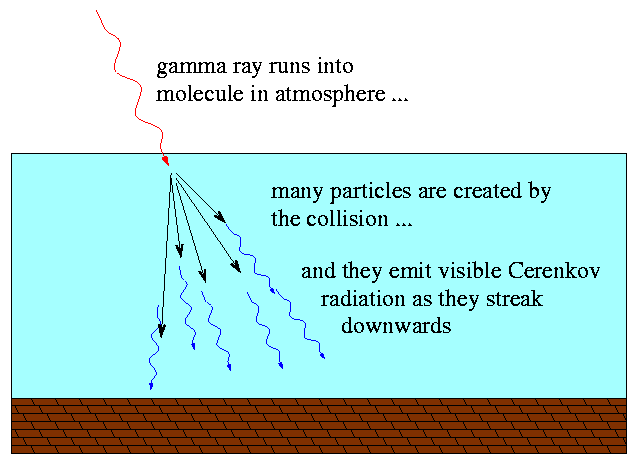 gamma ray runs into
molecule in atmosphere ...
many particles are created by
the collision ...
and they emit visible Cerenkov
radiation as they streak
downwards